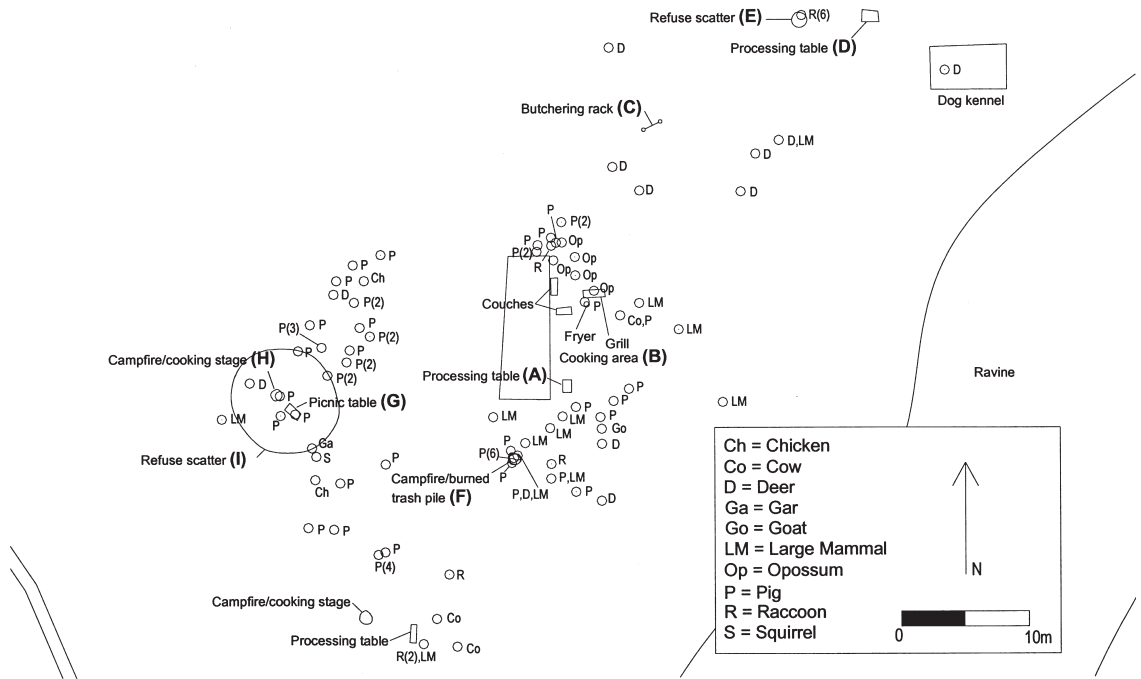 Refuse scatter (E)
R(6)
Processing table (D)
D
D
Dog kennel
Butchering rack (C)
D,LM
D
D
D
D
P
P(2)
P
P
P(2)
Op
R
Op
Op
Op
Op
P
Ch
P
P
D
P(2)
Couches
P
LM
Co,P
LM
Fryer
Grill
Cooking area (B)
P(3)
P
P
P(2)
P
P
P(2)
P(2)
Campfire/cooking stage (H)
D
P
Processing table (A)
Picnic table (G)
P
P
LM
Refuse scatter (I)
Ga
S
Ch
P
P
Ravine
LM
P
P
P
P
LM
LM
LM
Go
LM
D
P
P(6)
P
R
Campfire/burned
trash pile (F)
P,LM
P,D,LM
P
D
P
P
P
P(4)
R
Campfire/cooking stage
Co
Processing table
R(2),LM
Co
Ch = Chicken
Co = Cow
D = Deer
Ga = Gar
Go = Goat
LM = Large Mammal
Op = Opossum
P = Pig
R = Raccoon
S = Squirrel
N
0
10m